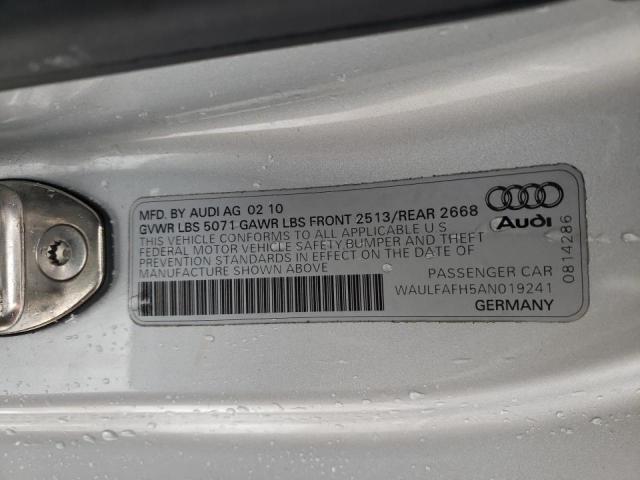 MFD. BY AUDI AG 02 10
GVWR LBS 5071 GAWR LBS FRONT 2513/REAR 2668
THIS VEHICLE CONFORMS TO ALL APPLICABLE U S
FEDERAL MOTOR VEHICLE SAFETY,BUMPER AND THEFT
PREVENTION STANDARDS IN EFFECT ON THE DATE OF
MANUFACTURE SHOWN ABOVE
PASSENGER CAR
WAULFAFH5AN019241
GERMANY
Audi
0814286